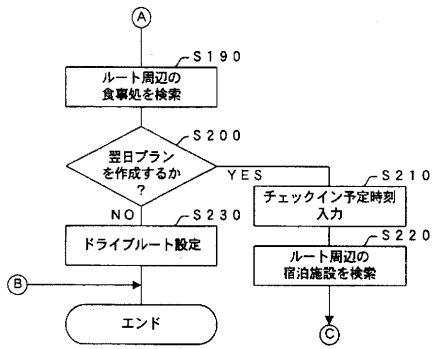 A
S190
ルート周辺の
食事処を検索
S200
翌日プラン
を作成するか
?
YES
NO
S210
チェックイン予定時刻
入力
S230
ドライブルート設定
S220
ルート周辺の
宿泊施設を検索
B
エンド
C